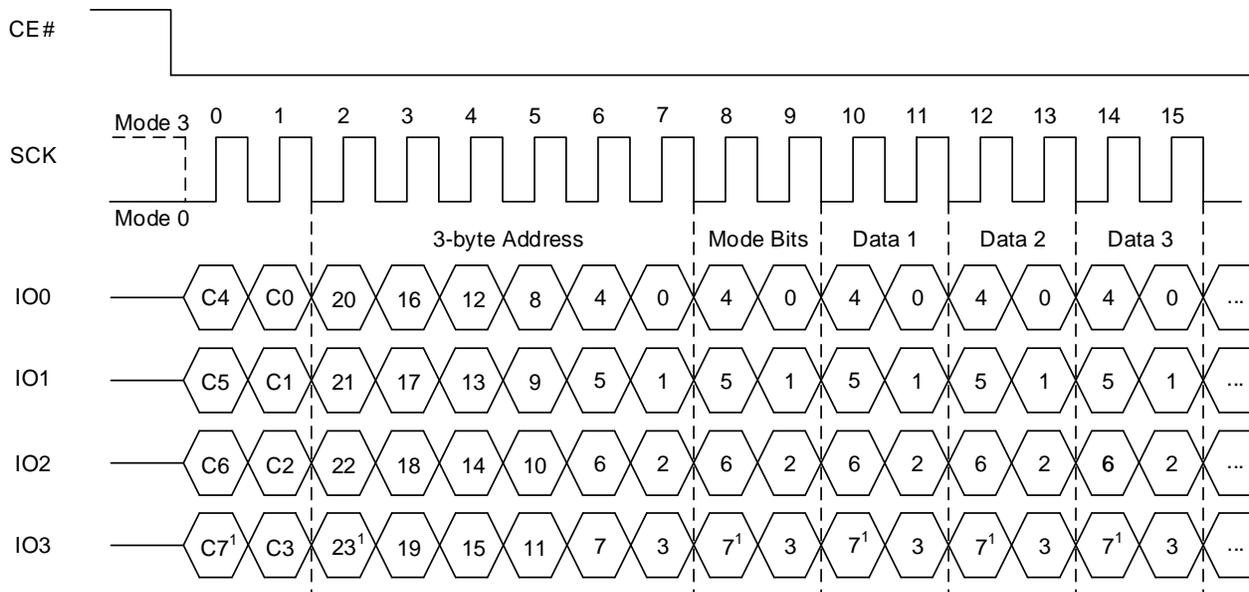 CE#
Mode 3 0 1 2 3 4 5 6 7 8 9 10 11 12 13 14 15
SCK
Mode 0
3-byte Address Mode Bits Data 1 Data 2 Data 3
IO0 C4 C0 20 16 12 8 4 0 4 0 4 0 4 0 4 0 ...
IO1 C5 C1 21 17 13 9 5 1 5 1 5 1 5 1 5 1 ...
IO2 C6 C2 22 18 14 10 6 2 6 2 6 2 6 2 6 2 ...
IO3 C7¹ C3 23¹ 19 15 11 7 3 7¹ 3 7¹ 3 7¹ 3 7¹ 3 ...